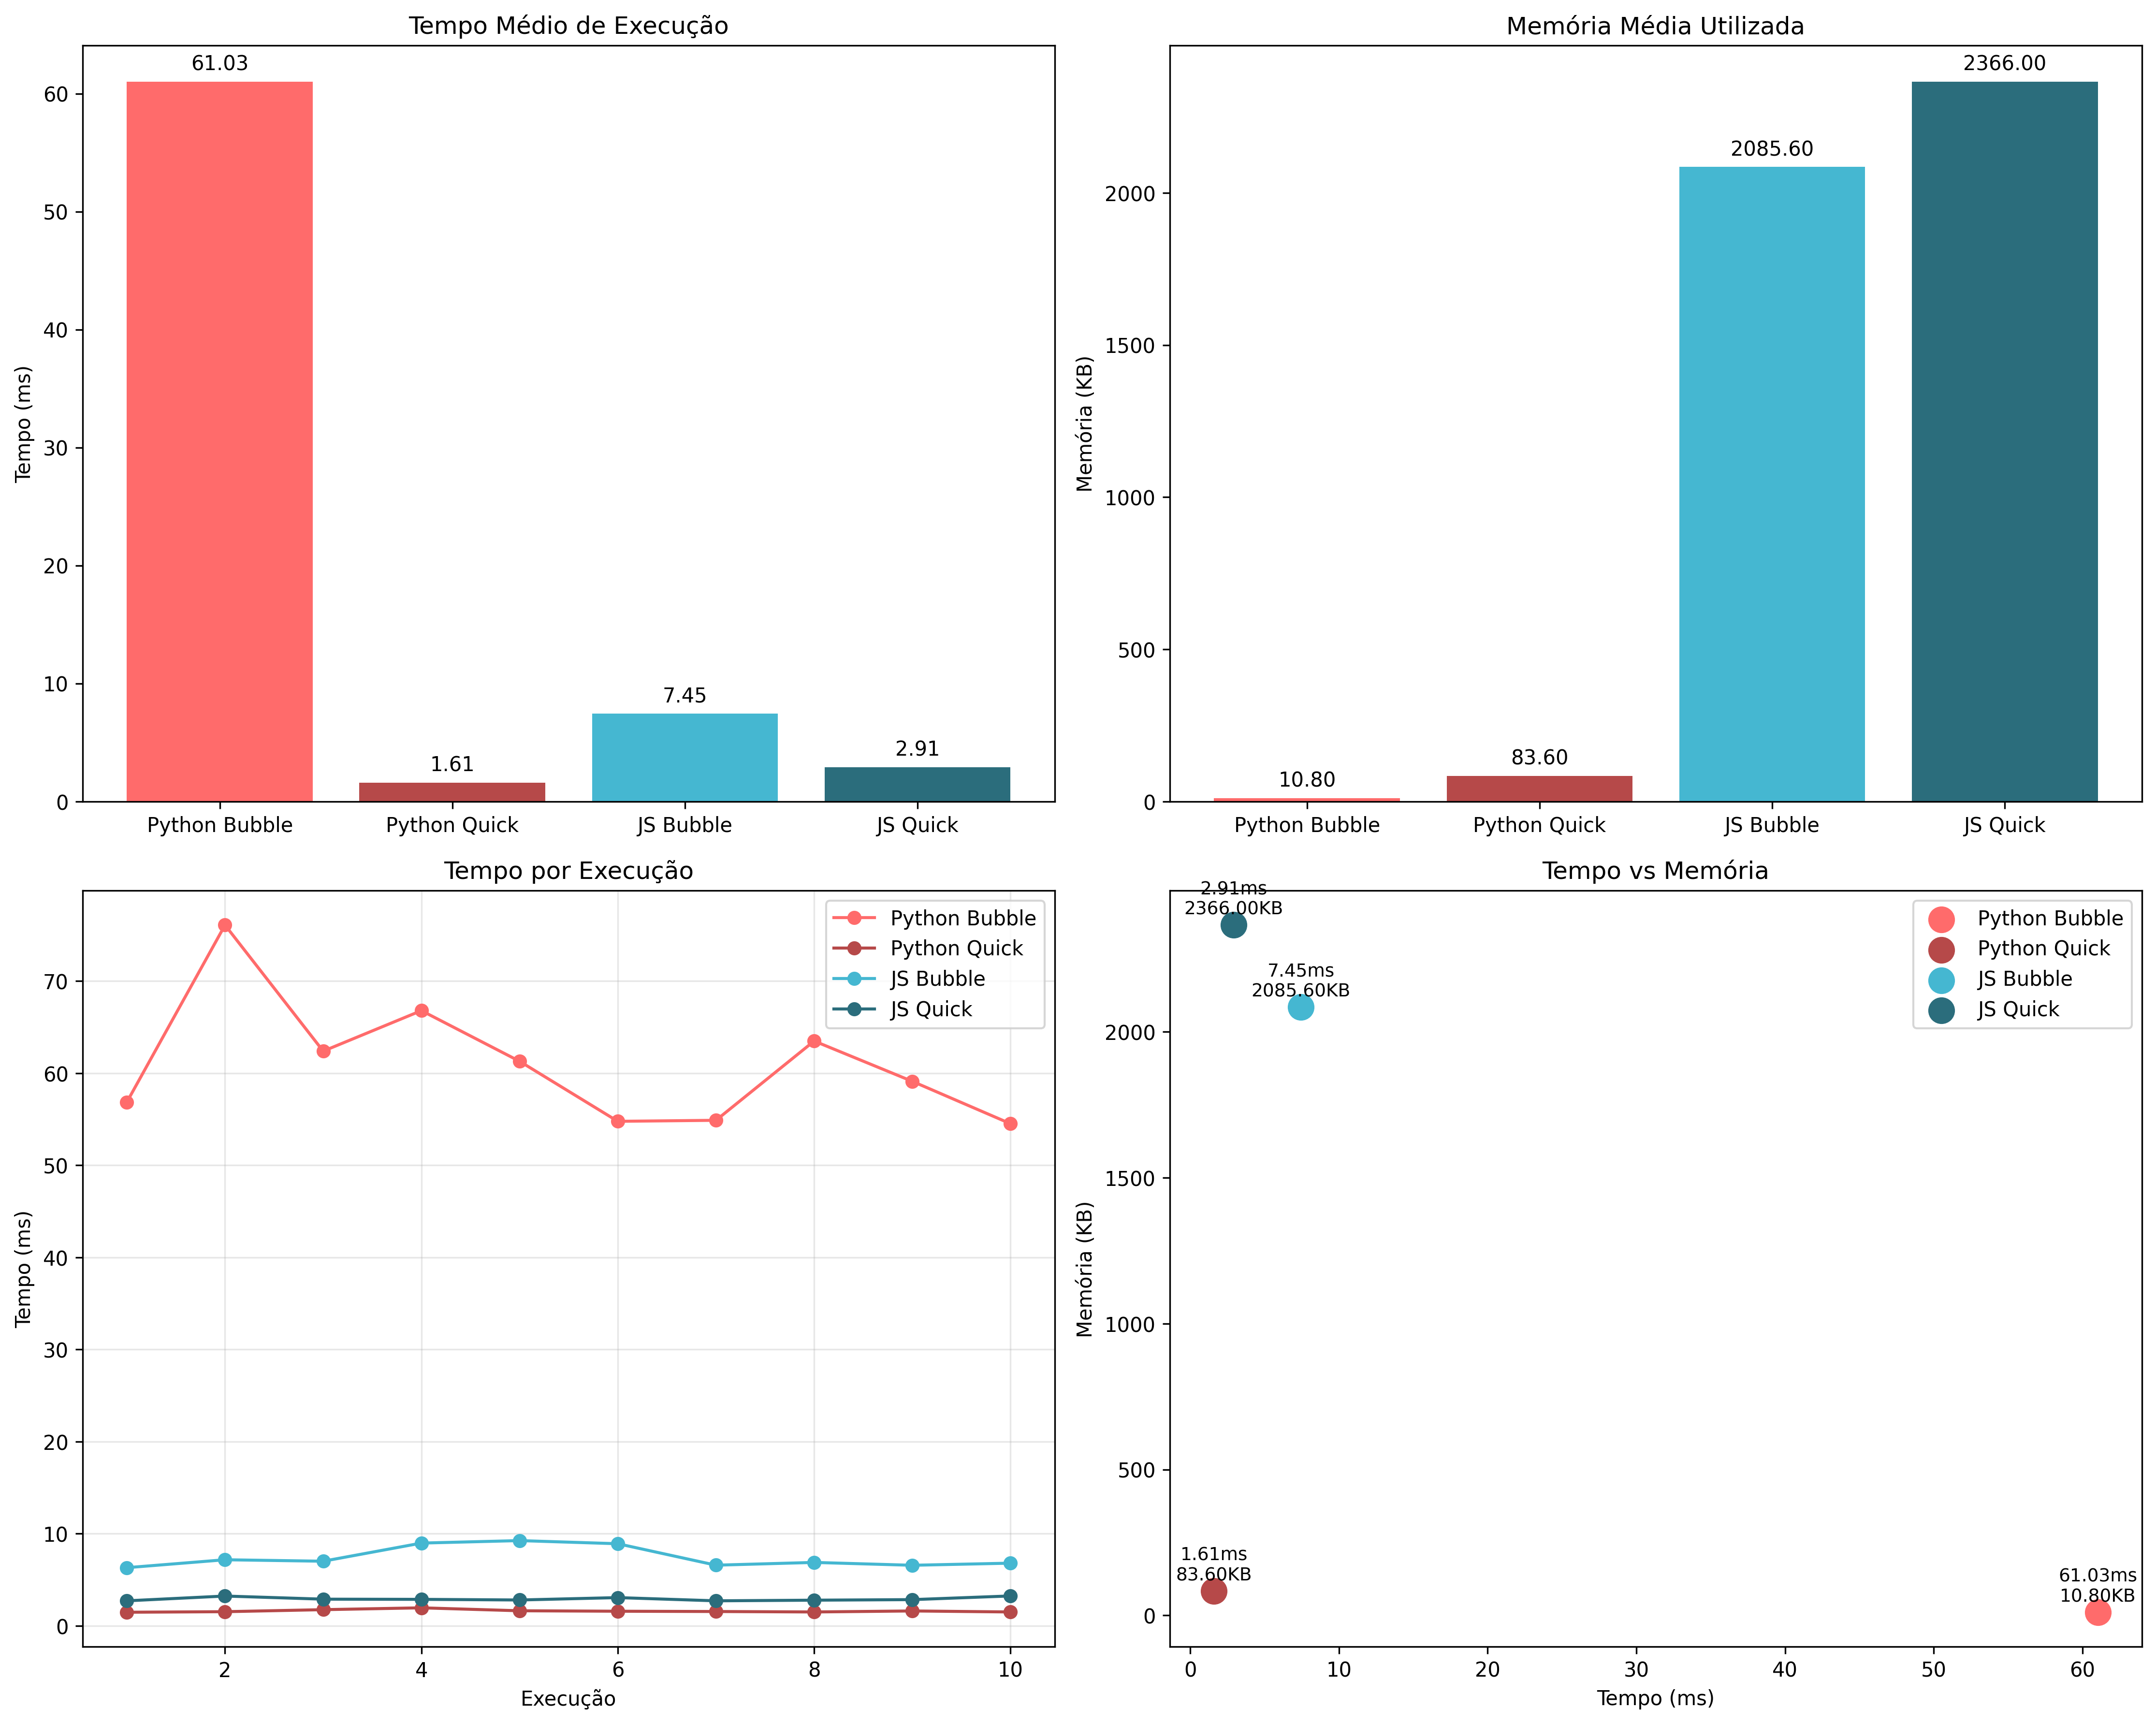 Tempo Médio de Execução
61.03
1.61
7.45
2.91
60
50
40
30
20
10
0
Tempo (ms)
Python Bubble
Python Quick
JS Bubble
JS Quick
Memória Média Utilizada
10.80
83.60
2085.60
2366.00
2000
1500
1000
500
0
Memória (KB)
Python Bubble
Python Quick
JS Bubble
JS Quick
Tempo por Execução
Python Bubble
Python Quick
JS Bubble
JS Quick
70
60
50
40
30
20
10
0
Tempo (ms)
2
4
6
8
10
Execução
Tempo vs Memória
2.91ms
2366.00KB
7.45ms
2085.60KB
1.61ms
83.60KB
61.03ms
10.80KB
Python Bubble
Python Quick
JS Bubble
JS Quick
2000
1500
1000
500
0
Memória (KB)
0
10
20
30
40
50
60
Tempo (ms)